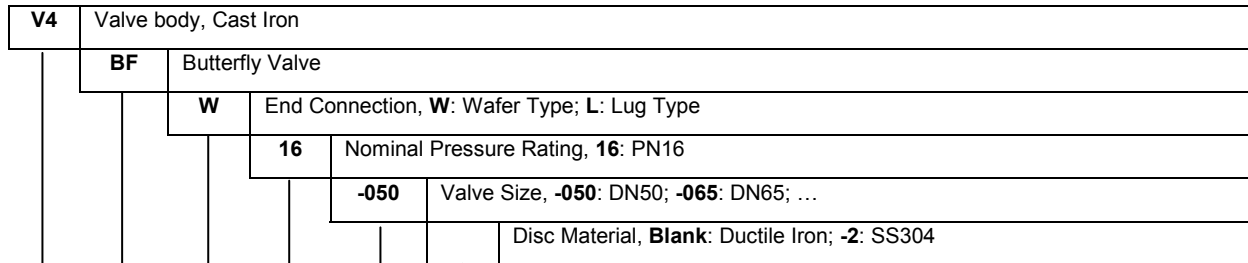 V4 Valve body, Cast Iron
BF Butterfly Valve
W End Connection, W: Wafer Type; L: Lug Type
16 Nominal Pressure Rating, 16: PN16
-050 Valve Size, -050: DN50; -065: DN65; …
Disc Material, Blank: Ductile Iron; -2: SS304